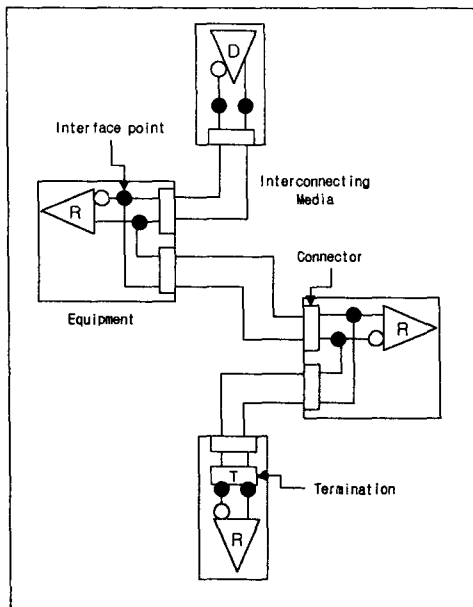 D
Interface point
R
Interconnecting
Media
Connector
Equipment
R
T
Termination
R